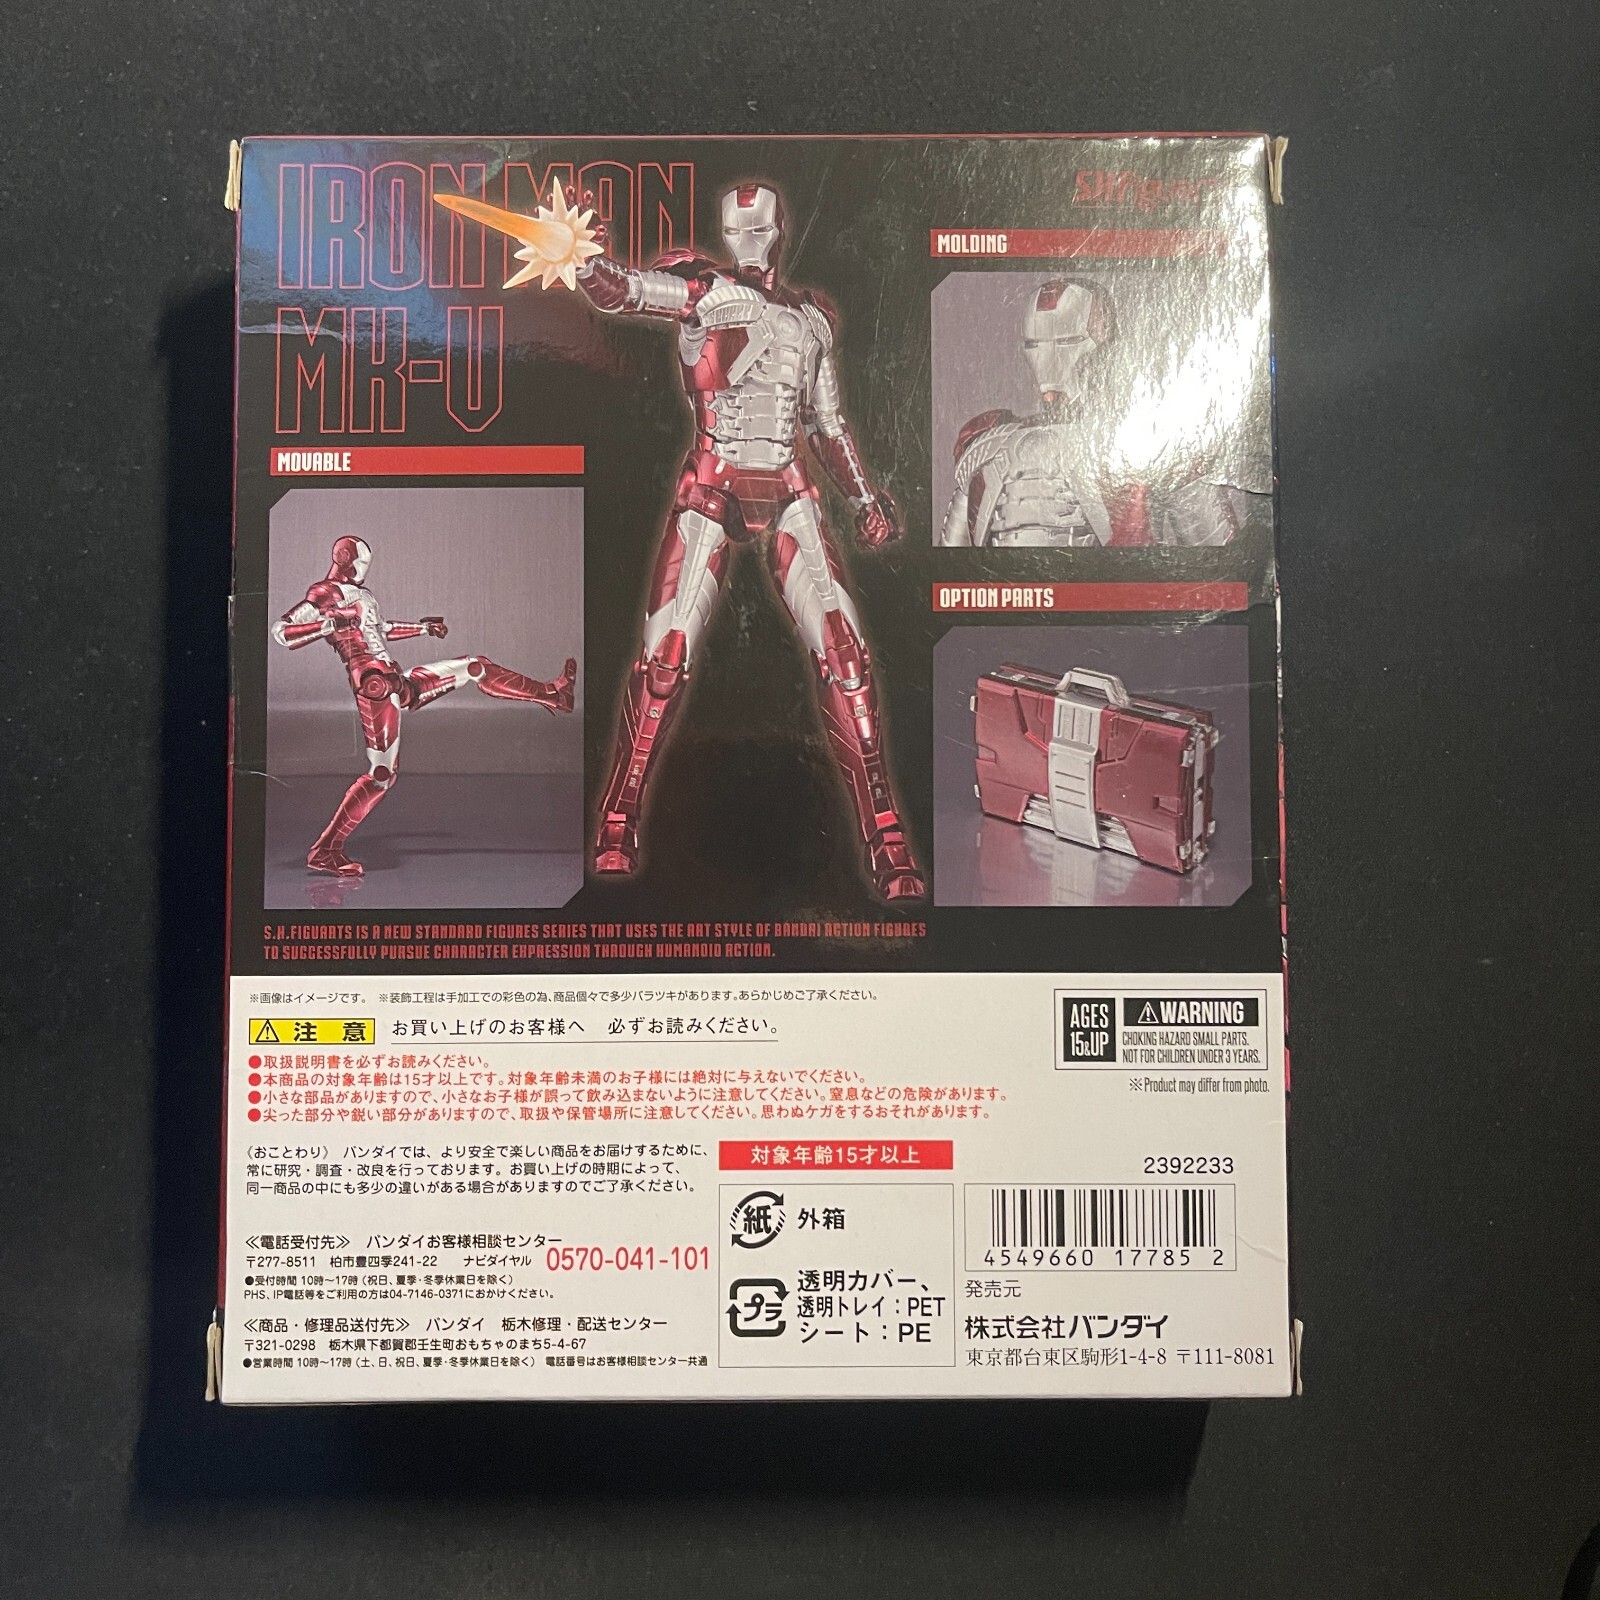 IRON MAN
MK-V
S.H.Figuarts
MOLDING
MOVABLE
OPTION PARTS
S.H.FIGUARTS IS A NEW STANDARD FIGURES SERIES THAT USES THE ART STYLE OF BANDAI ACTION FIGURES
TO SUCCESSFULLY PURSUE CHARACTER EXPRESSION THROUGH HUMANOID ACTION.
※画像はイメージです。 ※装飾工程は手加工での彩色の為、商品個々で多少バラツキがあります。あらかじめご了承ください。
注 意 お買い上げのお客様へ 必ずお読みください。
●取扱説明書を必ずお読みください。
●本商品の対象年齢は15才以上です。対象年齢未満のお子様には絶対に与えないでください。
●小さな部品がありますので、小さなお子様が誤って飲み込まないように注意してください。窒息などの危険があります。
●尖った部分や鋭い部分がありますので、取扱や保管場所に注意してください。思わぬケガをするおそれがあります。
AGES
15&UP
WARNING
CHOKING HAZARD SMALL PARTS.
NOT FOR CHILDREN UNDER 3 YEARS.
※Product may differ from photo.
《おことわり》 バンダイでは、より安全で楽しい商品をお届けするために、
常に研究・調査・改良を行っております。お買い上げの時期によって、
同一商品の中にも多少の違いがある場合がありますのでご了承ください。
≪電話受付先≫ バンダイお客様相談センター
〒277-8511 柏市豊四季241-22 ナビダイヤル 0570-041-101
●受付時間 10時〜17時 (祝日、夏季・冬季休業日を除く)
PHS、IP電話等をご利用の方は04-7146-0371におかけください。
≪商品・修理品送付先≫ バンダイ 栃木修理・配送センター
〒321-0298 栃木県下都賀郡壬生町おもちゃのまち5-4-67
●営業時間 10時〜17時 (土、日、祝日、夏季・冬季休業日を除く) 電話番号はお客様相談センター共通
対象年齢15才以上
紙 外箱
プラ 透明カバー、
透明トレイ：PET
シート：PE
2392233
4549660 177852
発売元
株式会社バンダイ
東京都台東区駒形1-4-8 〒111-8081